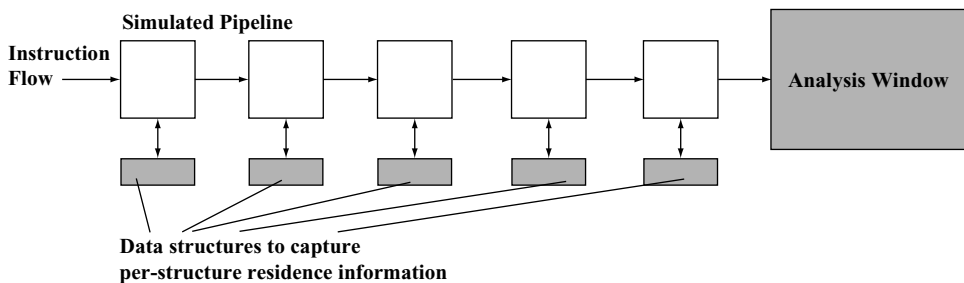 Simulated Pipeline
Instruction
Flow
Analysis Window
Data structures to capture
per-structure residence information